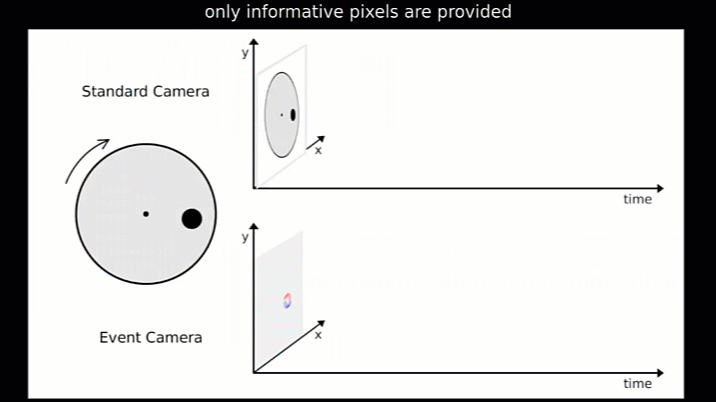 only informative pixels are provided
y
Standard Camera
x
time
y
Event Camera
x
time